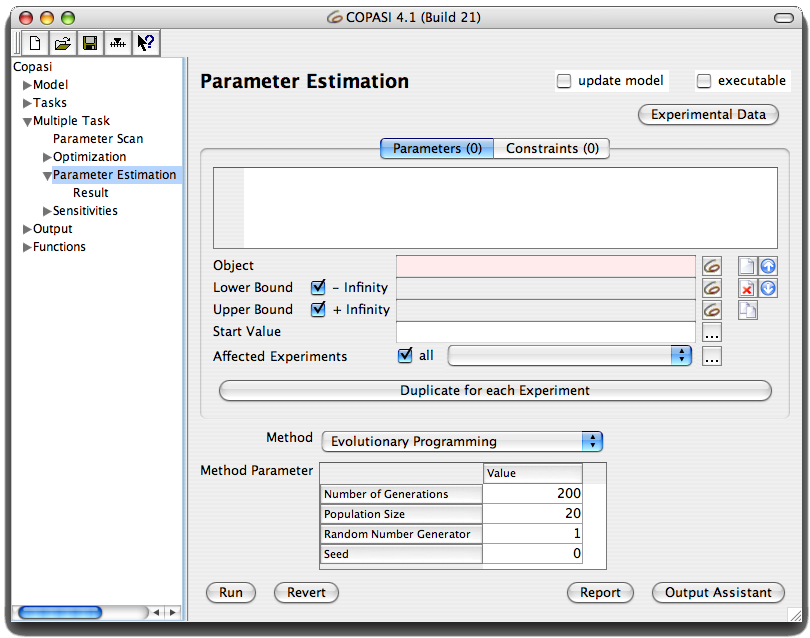 COPASI 4.1 (Build 21)
Copasi
Model
Tasks
Multiple Task
Parameter Scan
Optimization
Parameter Estimation
Result
Sensitivities
Output
Functions
Parameter Estimation
update model
executable
Experimental Data
Parameters (0)
Constraints (0)
Object
Lower Bound - Infinity
Upper Bound + Infinity
Start Value
...
Affected Experiments all
...
Duplicate for each Experiment
Method Evolutionary Programming
Method Parameter
Value
Number of Generations 200
Population Size 20
Random Number Generator 1
Seed 0
Run
Revert
Report
Output Assistant